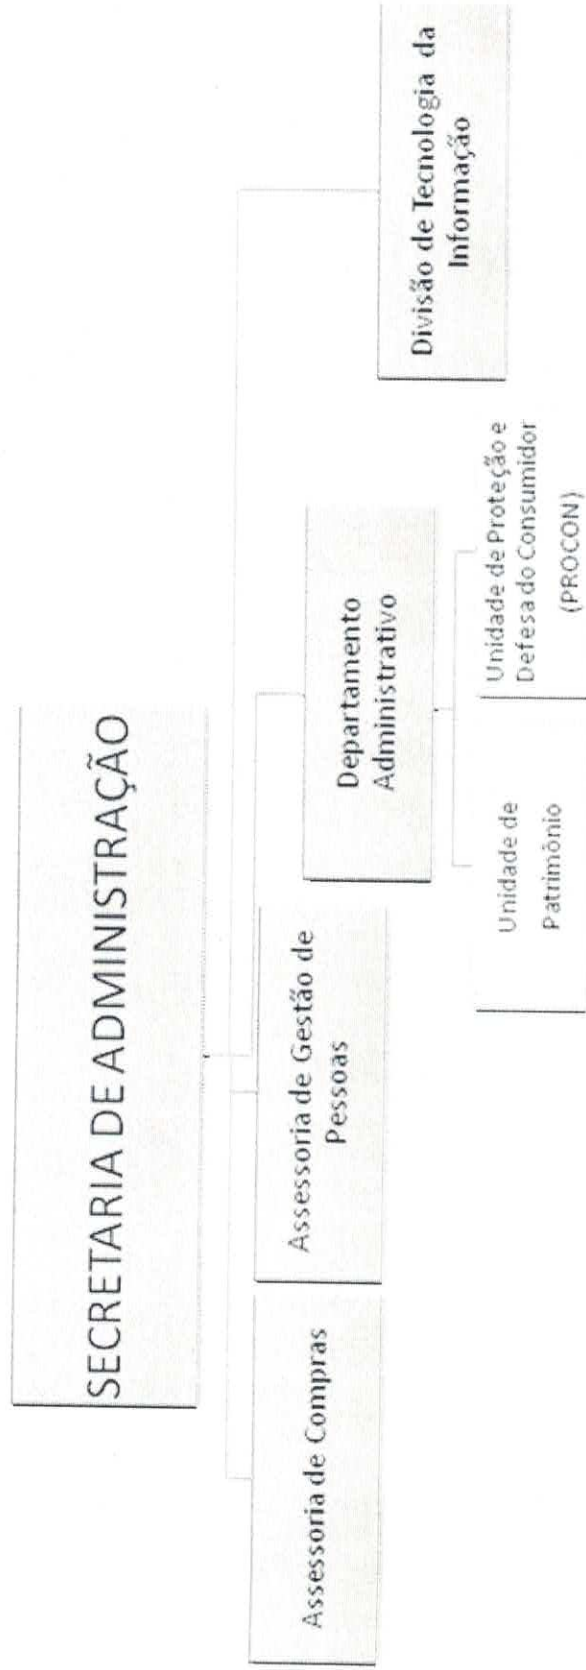 SECRETARIA DE ADMINISTRAÇÃO
Assessoria de Compras
Assessoria de Gestão de
Pessoas
Departamento
Administrativo
Divisão de Tecnologia da
Informação
Unidade de
Patrimônio
Unidade de Proteção e
Defesa do Consumidor
(PROCON)